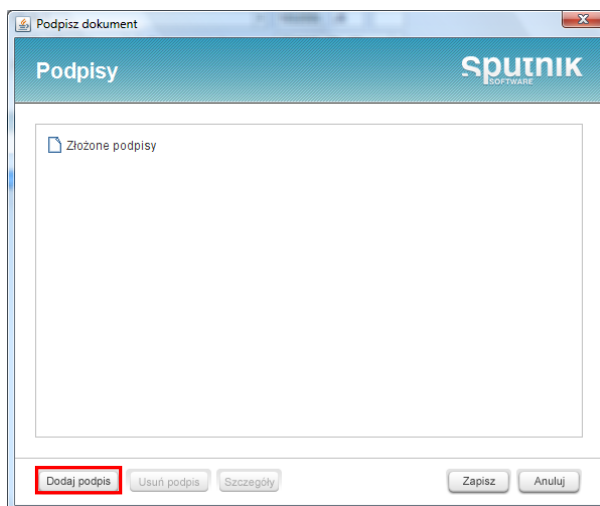 Podpisz dokument
Podpisy
Sputnik
SOFTWARE
Złożone podpisy
Dodaj podpis Usuń podpis Szczegóły Zapisz Anuluj